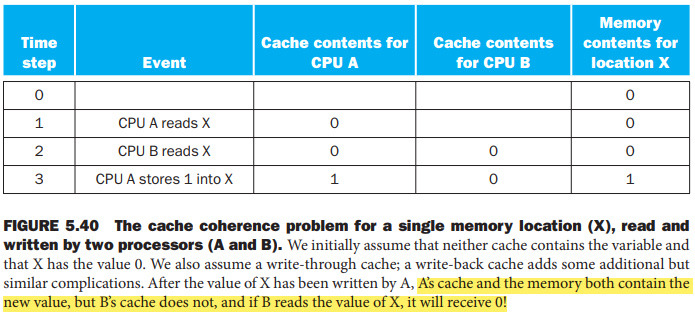 Time step Event Cache contents for CPU A Cache contents for CPU B Memory contents for location X
0 0
1 CPU A reads X 0 0
2 CPU B reads X 0 0 0
3 CPU A stores 1 into X 1 0 1
FIGURE 5.40 The cache coherence problem for a single memory location (X), read and
written by two processors (A and B). We initially assume that neither cache contains the variable and
that X has the value 0. We also assume a write-through cache; a write-back cache adds some additional but
similar complications. After the value of X has been written by A, A’s cache and the memory both contain the
new value, but B’s cache does not, and if B reads the value of X, it will receive 0!